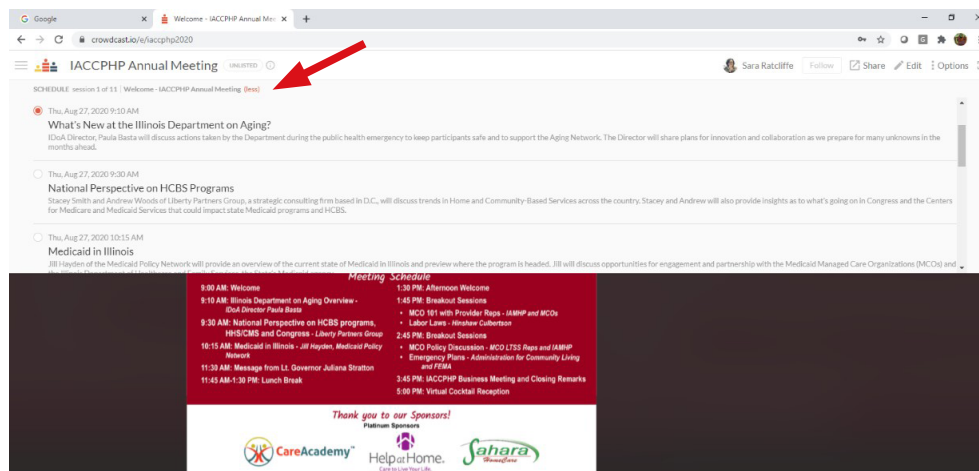 Google
Welcome - IACCPHP Annual Mee
crowdcast.io/e/iaccphp2020
IACCPHP Annual Meeting
UNLISTED
Sara Ratcliffe
Follow
Share
Edit
Options
SCHEDULE session 1 of 11 | Welcome - IACCPHP Annual Meeting (less)
Thu, Aug 27, 2020 9:10 AM
What's New at the Illinois Department on Aging?
IDoA Director, Paula Basta will discuss actions taken by the Department during the public health emergency to keep participants safe and to support the Aging Network. The Director will share plans for innovation and collaboration as we prepare for many unknowns in the
months ahead.
Thu, Aug 27, 2020 9:30 AM
National Perspective on HCBS Programs
Stacey Smith and Andrew Woods of Liberty Partners Group, a strategic consulting firm based in D.C., will discuss trends in Home and Community-Based Services across the country. Stacey and Andrew will also provide insights as to what's going on in Congress and the Centers
for Medicare and Medicaid Services that could impact state Medicaid programs and HCBS.
Thu, Aug 27, 2020 10:15 AM
Medicaid in Illinois
Jill Hayden of the Medicaid Policy Network will provide an overview of the current state of Medicaid in Illinois and preview where the program is headed. Jill will discuss opportunities for engagement and partnership with the Medicaid Managed Care Organizations (MCOs) and
Meeting Schedule
9:00 AM: Welcome
9:10 AM: Illinois Department on Aging Overview -
IDoA Director Paula Basta
9:30 AM: National Perspective on HCBS programs,
HHS/CMS and Congress - Liberty Partners Group
10:15 AM: Medicaid in Illinois - Jill Hayden, Medicaid Policy
Network
11:30 AM: Message from Lt. Governor Juliana Stratton
11:45 AM-1:30 PM: Lunch Break
1:30 PM: Afternoon Welcome
1:45 PM: Breakout Sessions
• MCO 101 with Provider Reps - IAMHP and MCOs
• Labor Laws - Hinshaw Culbertson
2:45 PM: Breakout Sessions
• MCO Policy Discussion - MCO LTSS Reps and IAMHP
• Emergency Plans - Administration for Community Living
and FEMA
3:45 PM: IACCPHP Business Meeting and Closing Remarks
5:00 PM: Virtual Cocktail Reception
Thank you to our Sponsors!
Platinum Sponsors
CareAcademy™
Help at Home.
Care to Live Your Life.
Sahara
HomeCare